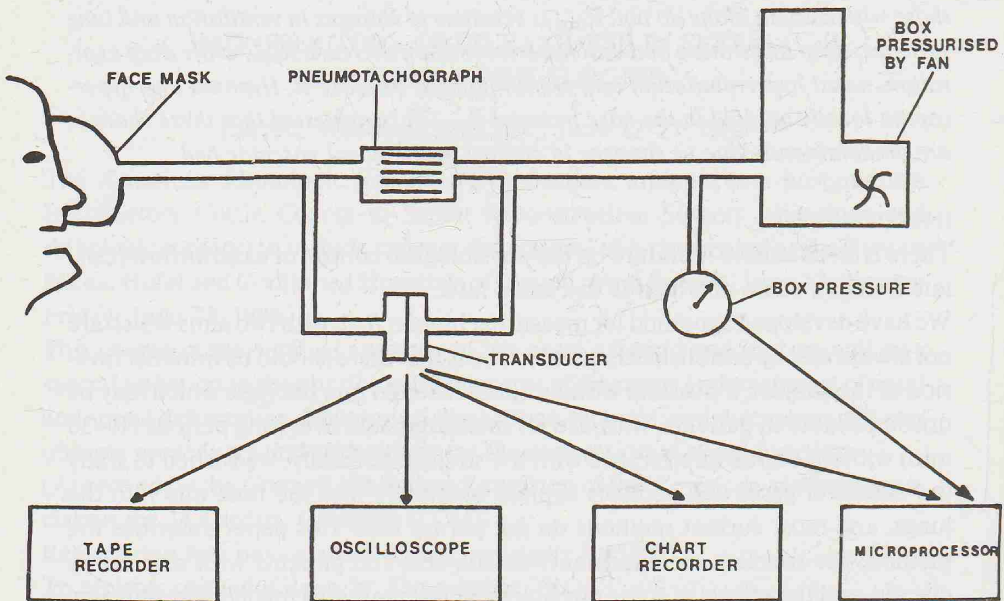 FACE MASK
PNEUMOTACHOGRAPH
BOX
PRESSURISED
BY FAN
BOX PRESSURE
TRANSDUCER
TAPE
RECORDER
OSCILLOSCOPE
CHART
RECORDER
MICROPROCESSOR